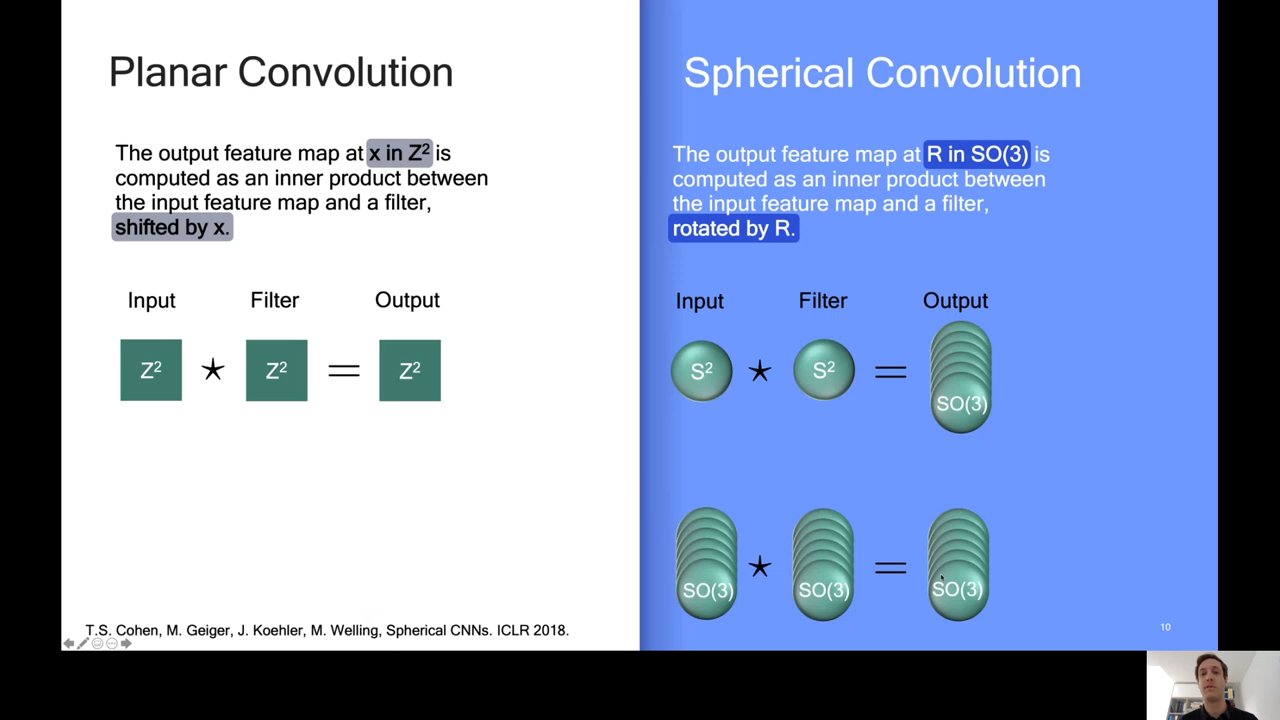 Planar Convolution
The output feature map at x in Z² is
computed as an inner product between
the input feature map and a filter,
shifted by x.
Input Filter Output
Z² ★ Z² = Z²
T.S. Cohen, M. Geiger, J. Koehler, M. Welling, Spherical CNNs. ICLR 2018.
Spherical Convolution
The output feature map at R in SO(3) is
computed as an inner product between
the input feature map and a filter,
rotated by R.
Input Filter Output
S² ★ S² = SO(3)
SO(3) ★ SO(3) = SO(3)
10